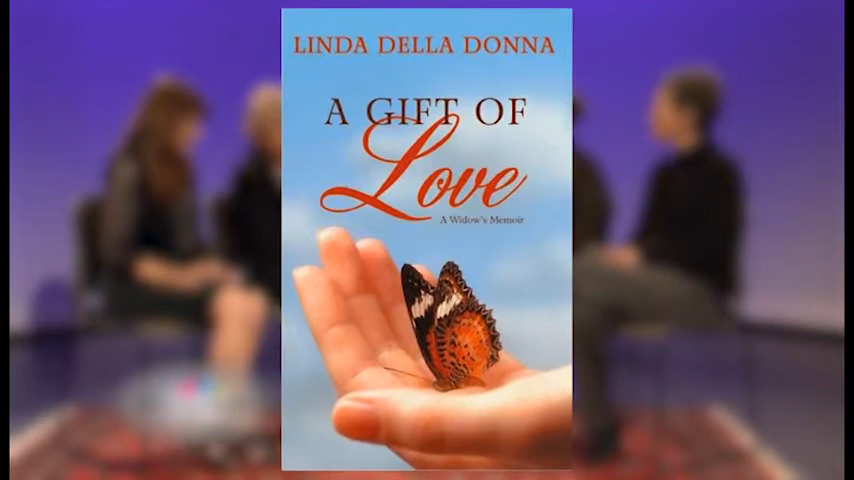 LINDA DELLA DONNA
A GIFT OF
Love
A Widow's Memoir